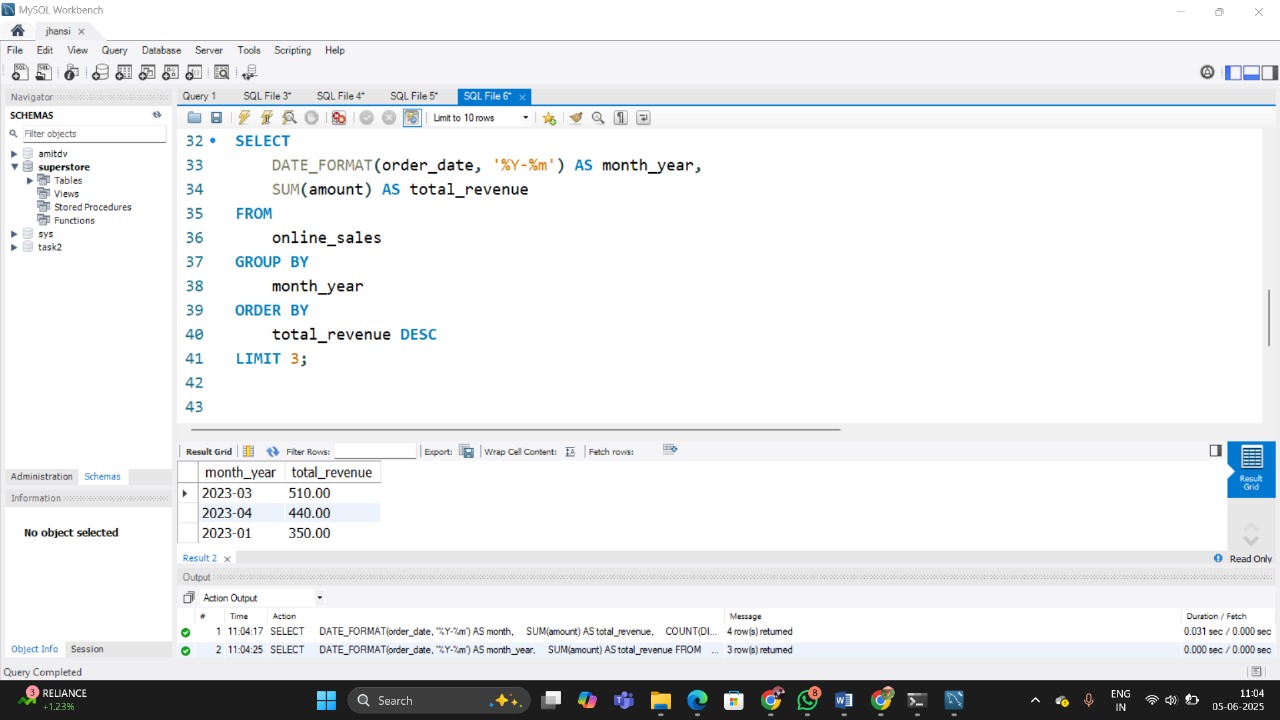 MySQL Workbench
jhansi
File Edit View Query Database Server Tools Scripting Help
Navigator
SCHEMAS
Filter objects
amitdv
superstore
Tables
Views
Stored Procedures
Functions
sys
task2
Administration Schemas
Information
No object selected
Object Info Session
Query 1 SQL File 3* SQL File 4* SQL File 5* SQL File 6*
Limit to 10 rows
32 SELECT
33 DATE_FORMAT(order_date, '%Y-%m') AS month_year,
34 SUM(amount) AS total_revenue
35 FROM
36 online_sales
37 GROUP BY
38 month_year
39 ORDER BY
40 total_revenue DESC
41 LIMIT 3;
42
43
Result Grid Filter Rows: Export: Wrap Cell Content: Fetch rows:
month_year total_revenue
2023-03 510.00
2023-04 440.00
2023-01 350.00
Result Grid
Result 2 Read Only
Output
Action Output
# Time Action Message Duration / Fetch
1 11:04:17 SELECT DATE_FORMAT(order_date, '%Y-%m') AS month, SUM(amount) AS total_revenue, COUNT(DI... 4 row(s) returned 0.031 sec / 0.000 sec
2 11:04:25 SELECT DATE_FORMAT(order_date, '%Y-%m') AS month_year, SUM(amount) AS total_revenue FROM ... 3 row(s) returned 0.000 sec / 0.000 sec
Query Completed
3 RELIANCE
+1.23%
Search
8
ENG
IN
11:04
05-06-2025